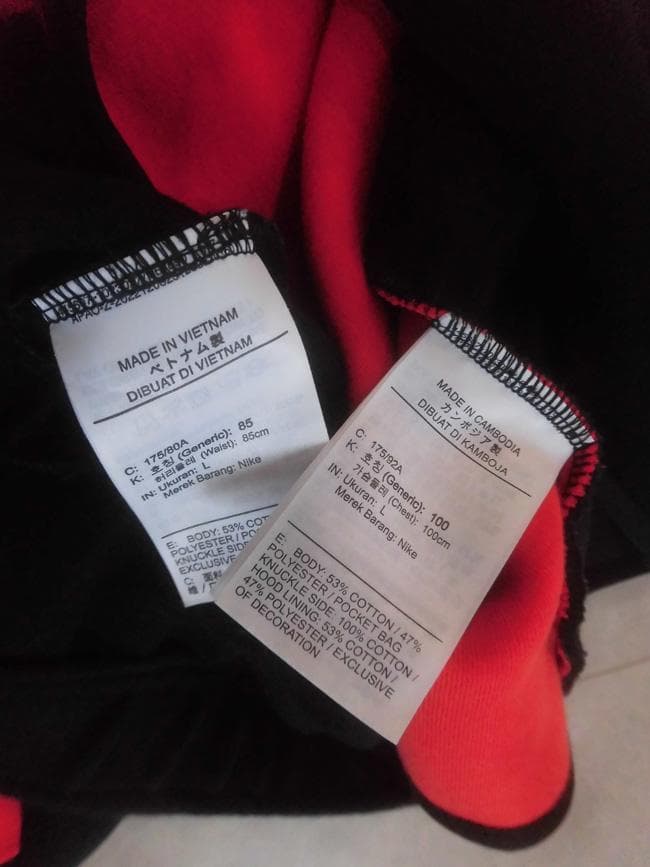 MADE IN VIETNAM
ベトナム製
DIBUAT DI VIETNAM
C: 175/80A
K: 호칭 (Generic): 85
허리둘레 (Waist): 85cm
IN: Ukuran: L
Merek Barang: Nike
E: BODY: 53% COT
POLYESTER / POC
KNUCKLE SIDE
EXCLUSIVE
C: 面料
MADE IN CAMBODIA
カンボジア製
DIBUAT DI KAMBOJA
C: 175/92A
K: 호칭 (Generic): 100
가슴둘레 (Chest): 100cm
IN: Ukuran: L
Merek Barang: Nike
E: BODY: 53% COTTON / 47%
POLYESTER / POCKET BAG
KNUCKLE SIDE: 100% COTTON /
HOOD LINING: 53% COTTON /
47% POLYESTER / EXCLUSIVE
OF DECORATION